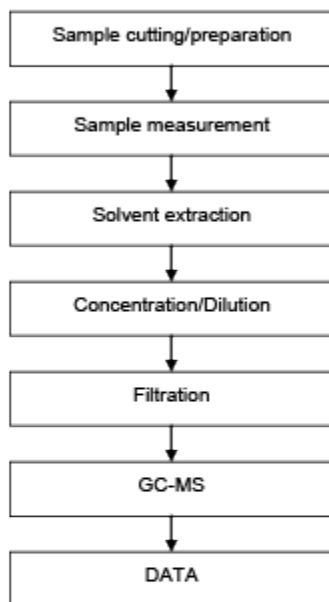 Sample cutting/preparation
Sample measurement
Solvent extraction
Concentration/Dilution
Filtration
GC-MS
DATA